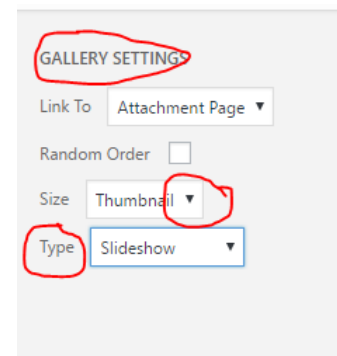 GALLERY SETTINGS
Link To Attachment Page
Random Order
Size Thumbnail
Type Slideshow